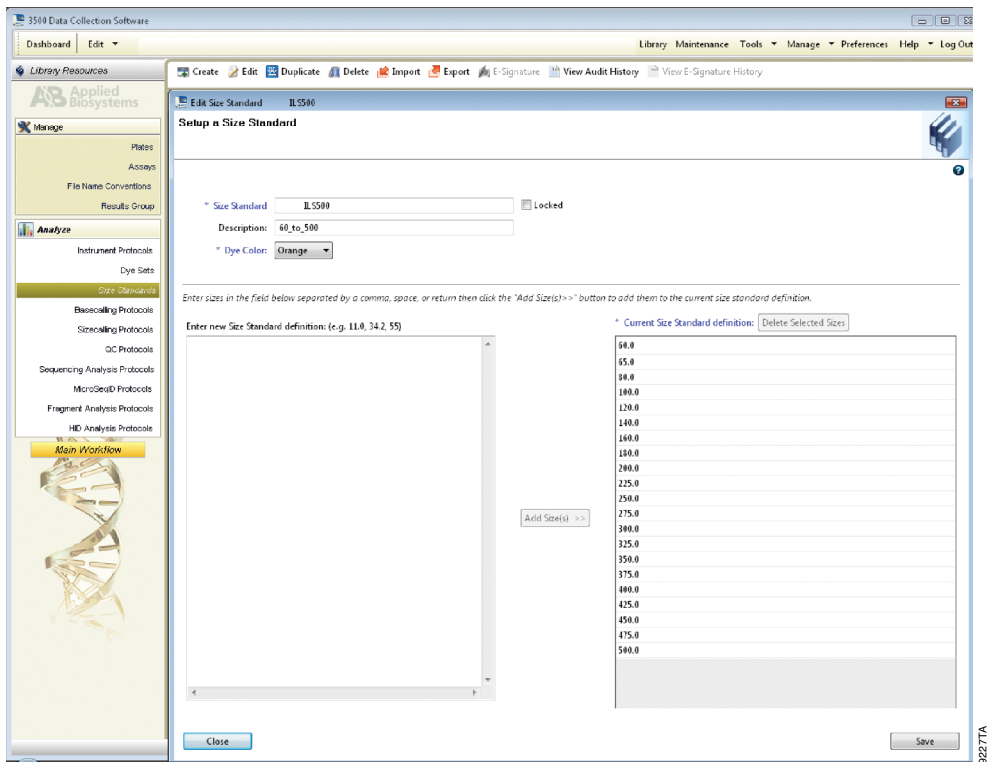 3500 Data Collection Software
Dashboard Edit Library Maintenance Tools Manage Preferences Help Log Out
Library Resources
Create Edit Duplicate Delete Import Export E-Signature View Audit History View E-Signature History
AB Applied Biosystems
Edit Size Standard ILS500
Setup a Size Standard
Manage
Plates
Assays
File Name Conventions
Results Group
Analyze
Instrument Protocols
Dye Sets
Size Standards
Basecalling Protocols
Sizecalling Protocols
QC Protocols
Sequencing Analysis Protocols
MicroSeqID Protocols
Fragment Analysis Protocols
HID Analysis Protocols
Main Workflow
* Size Standard ILS500 Locked
Description: 60_to_500
* Dye Color: Orange
Enter sizes in the field below separated by a comma, space, or return then click the "Add Size(s)>>" button to add them to the current size standard definition.
Enter new Size Standard definition: (e.g. 11.0, 34.2, 55)
* Current Size Standard definition: Delete Selected Sizes
60.0
65.0
80.0
100.0
120.0
140.0
160.0
180.0
200.0
225.0
250.0
275.0
300.0
325.0
350.0
375.0
400.0
425.0
450.0
475.0
500.0
Add Size(s) >>
Close
Save
9227TA